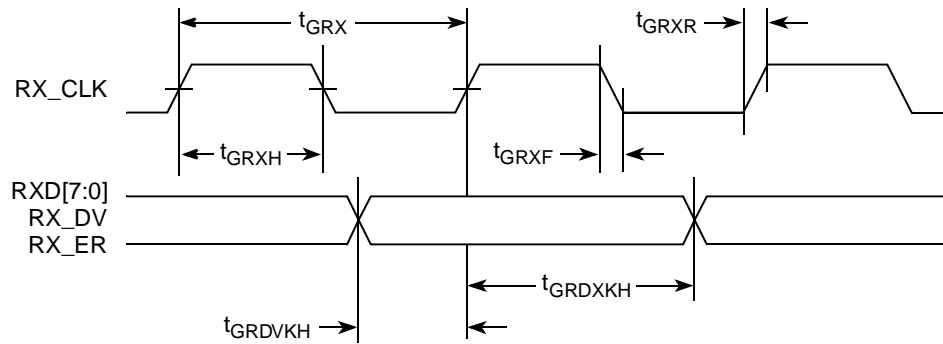 tGRX
tGRXR
RX_CLK
tGRXH
tGRXF
RXD[7:0]
RX_DV
RX_ER
tGRDXKH
tGRDVKH